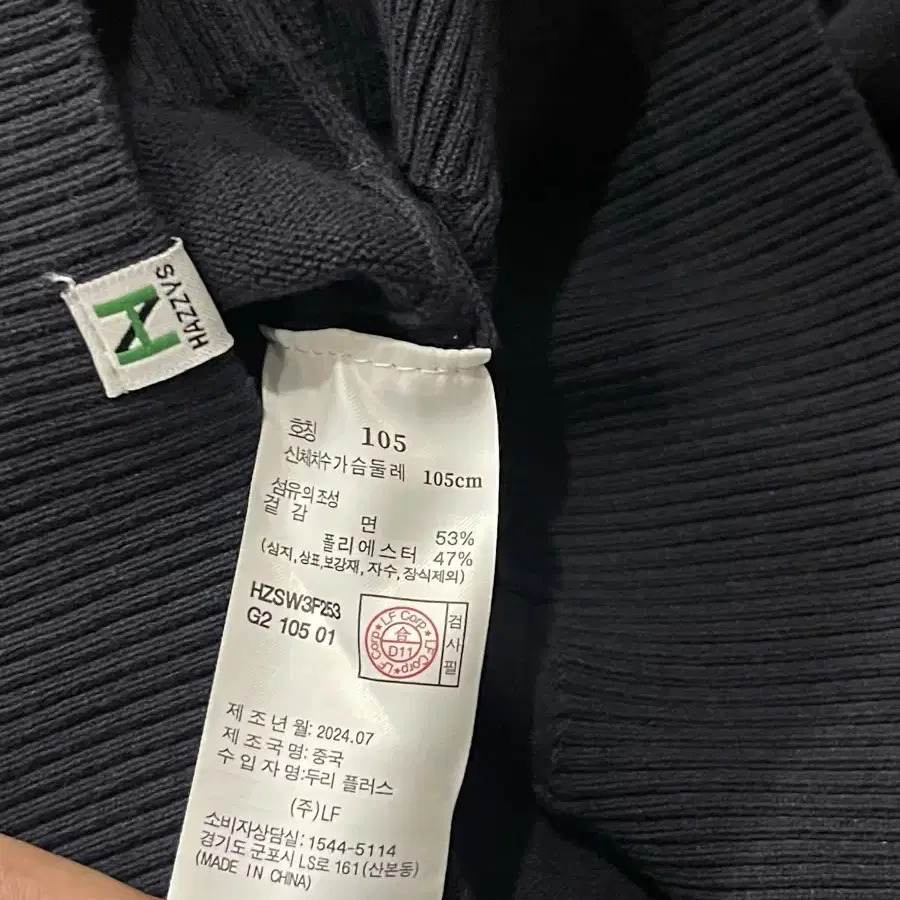 HAZZYS
호칭 105
신체치수가슴둘레 105cm
섬유의조성
겉감 면 53%
폴리에스터 47%
(심지,상표,보강재,자수,장식제외)
HZSW3F253
G2 105 01
LF Corp★LF Corp★LF Corp★
合
D11
검사필
제조년월: 2024.07
제조국명: 중국
수입자명:두리 플러스
(주)LF
소비자상담실: 1544-5114
경기도 군포시 LS로 161(산본동)
(MADE IN CHINA)